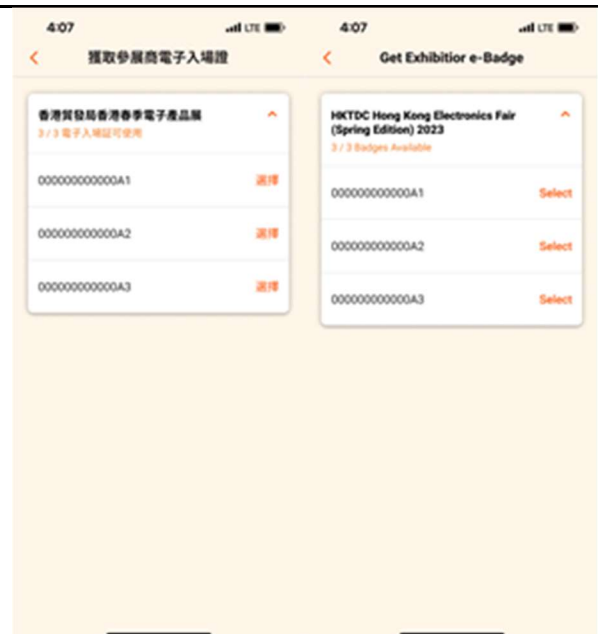 4:07
LTE
獲取參展商電子入場證
香港貿發局香港春季電子產品展
3 / 3 電子入場証可使用
000000000000A1
選擇
000000000000A2
選擇
000000000000A3
選擇
4:07
LTE
Get Exhibitior e-Badge
HKTDC Hong Kong Electronics Fair
(Spring Edition) 2023
3 / 3 Badges Available
000000000000A1
Select
000000000000A2
Select
000000000000A3
Select